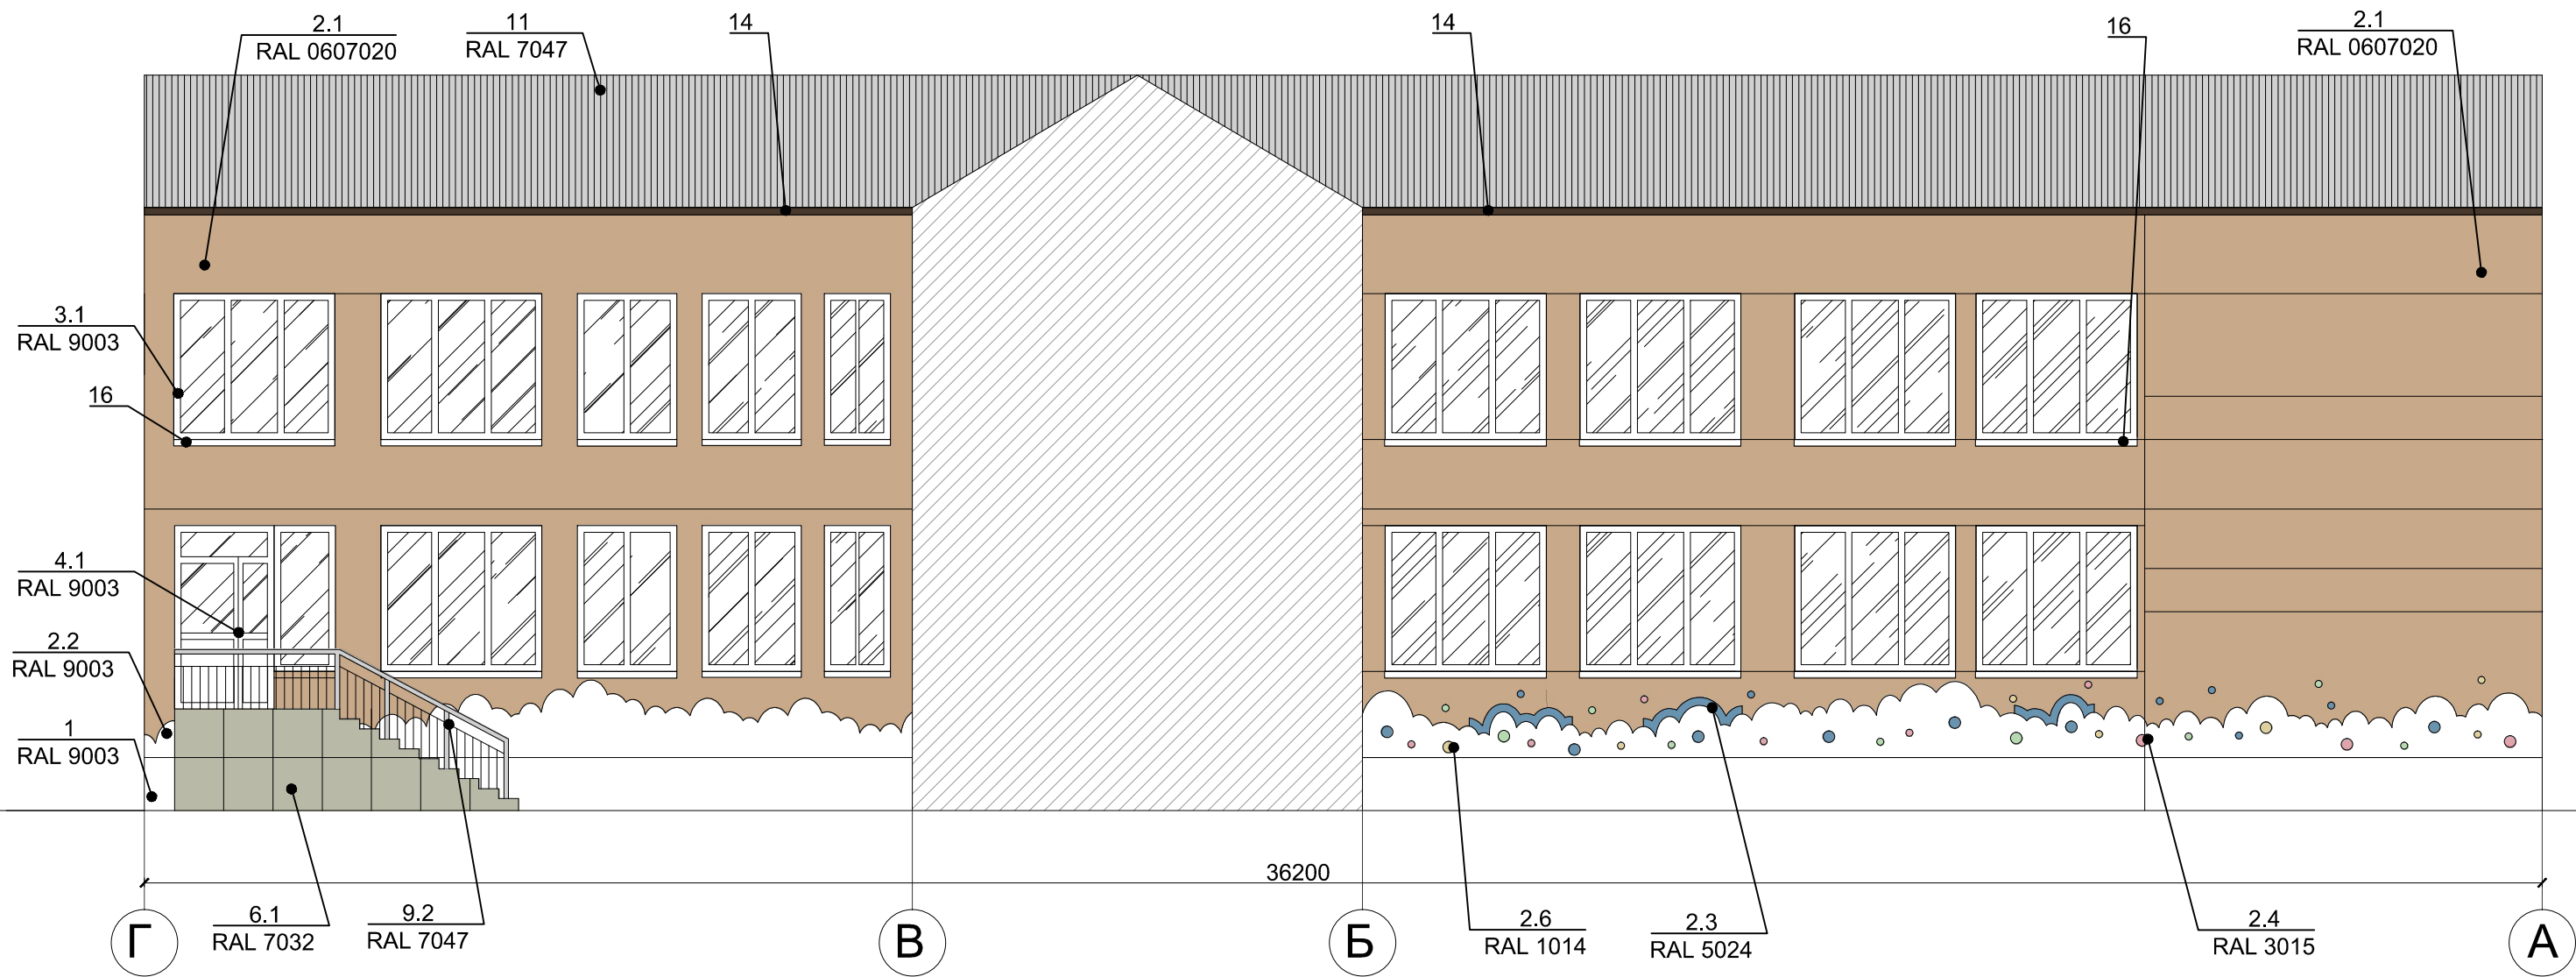 2.1
RAL 0607020
11
RAL 7047
14
14
16
2.1
RAL 0607020
3.1
RAL 9003
16
4.1
RAL 9003
2.2
RAL 9003
1
RAL 9003
36200
6.1
RAL 7032
9.2
RAL 7047
2.6
RAL 1014
2.3
RAL 5024
2.4
RAL 3015
Г
В
Б
А